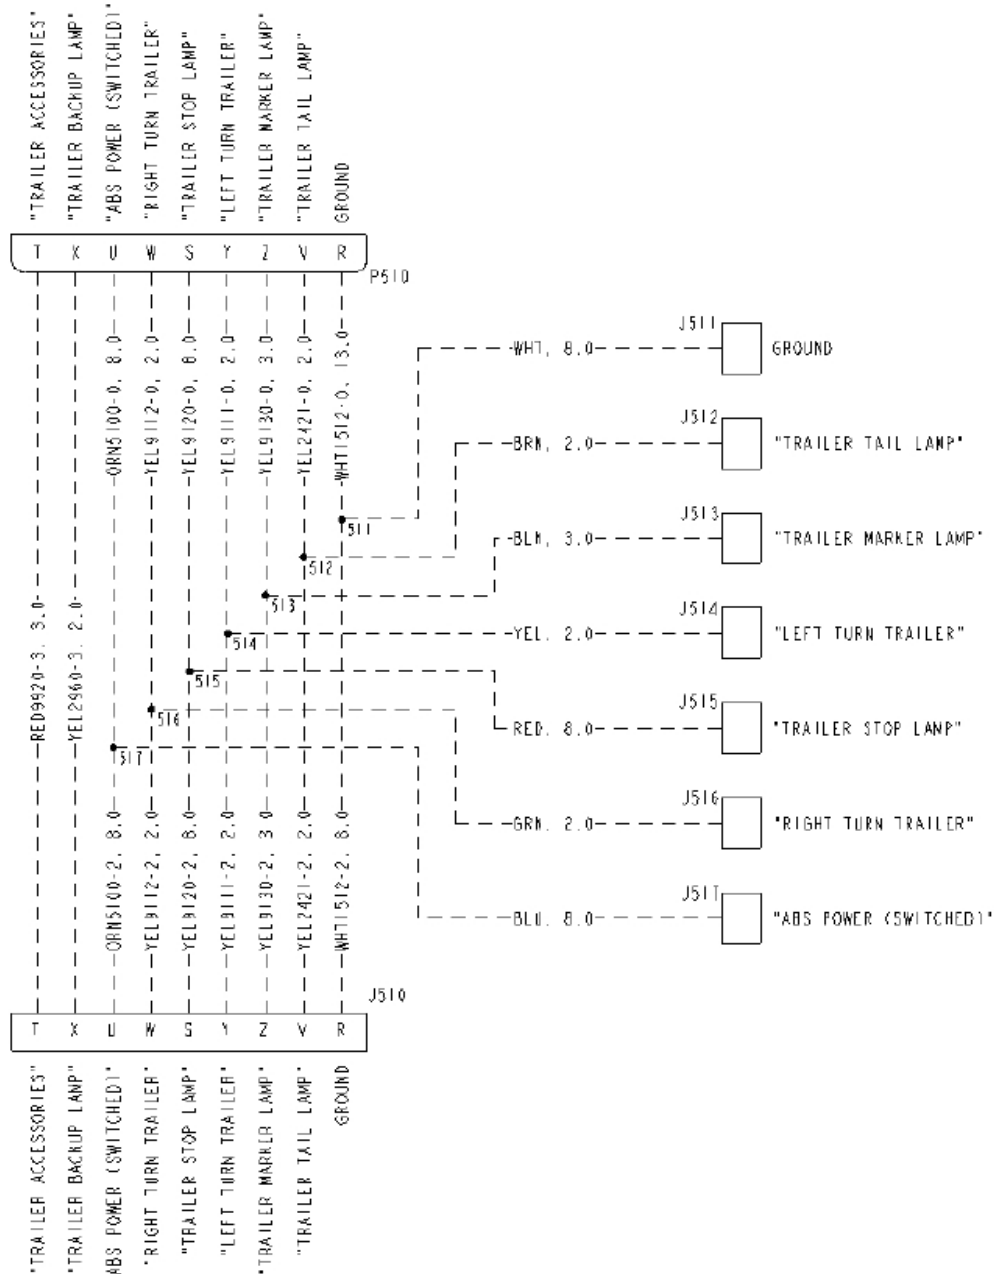 "TRAILER ACCESSORIES"
"TRAILER BACKUP LAMP"
"ABS POWER (SWITCHED)"
"RIGHT TURN TRAILER"
"TRAILER STOP LAMP"
"LEFT TURN TRAILER"
"TRAILER MARKER LAMP"
"TRAILER TAIL LAMP"
GROUND
T X U W S Y Z V R
P510
ORN5100-0, 8.0
YEL9112-0, 2.0
YEL9120-0, 8.0
YEL9111-0, 2.0
YEL9130-0, 3.0
YEL2421-0, 2.0
WHT1512-0, 13.0
J511
WHT, 8.0
GROUND
J512
BRN, 2.0
"TRAILER TAIL LAMP"
J513
BLK, 3.0
"TRAILER MARKER LAMP"
J514
YEL, 2.0
"LEFT TURN TRAILER"
J515
RED, 8.0
"TRAILER STOP LAMP"
J516
GRN, 2.0
"RIGHT TURN TRAILER"
J517
BLU, 8.0
"ABS POWER (SWITCHED)"
511
512
513
514
515
516
517
RED9920-3, 3.0
YEL2960-3, 2.0
ORN5100-2, 8.0
YEL9112-2, 2.0
YEL9120-2, 8.0
YEL9111-2, 2.0
YEL9130-2, 3.0
YEL2421-2, 2.0
WHT1512-2, 8.0
J510
T X U W S Y Z V R
"TRAILER ACCESSORIES"
"TRAILER BACKUP LAMP"
ABS POWER (SWITCHED)"
"RIGHT TURN TRAILER"
"TRAILER STOP LAMP"
"LEFT TURN TRAILER"
"TRAILER MARKER LAMP"
"TRAILER TAIL LAMP"
GROUND